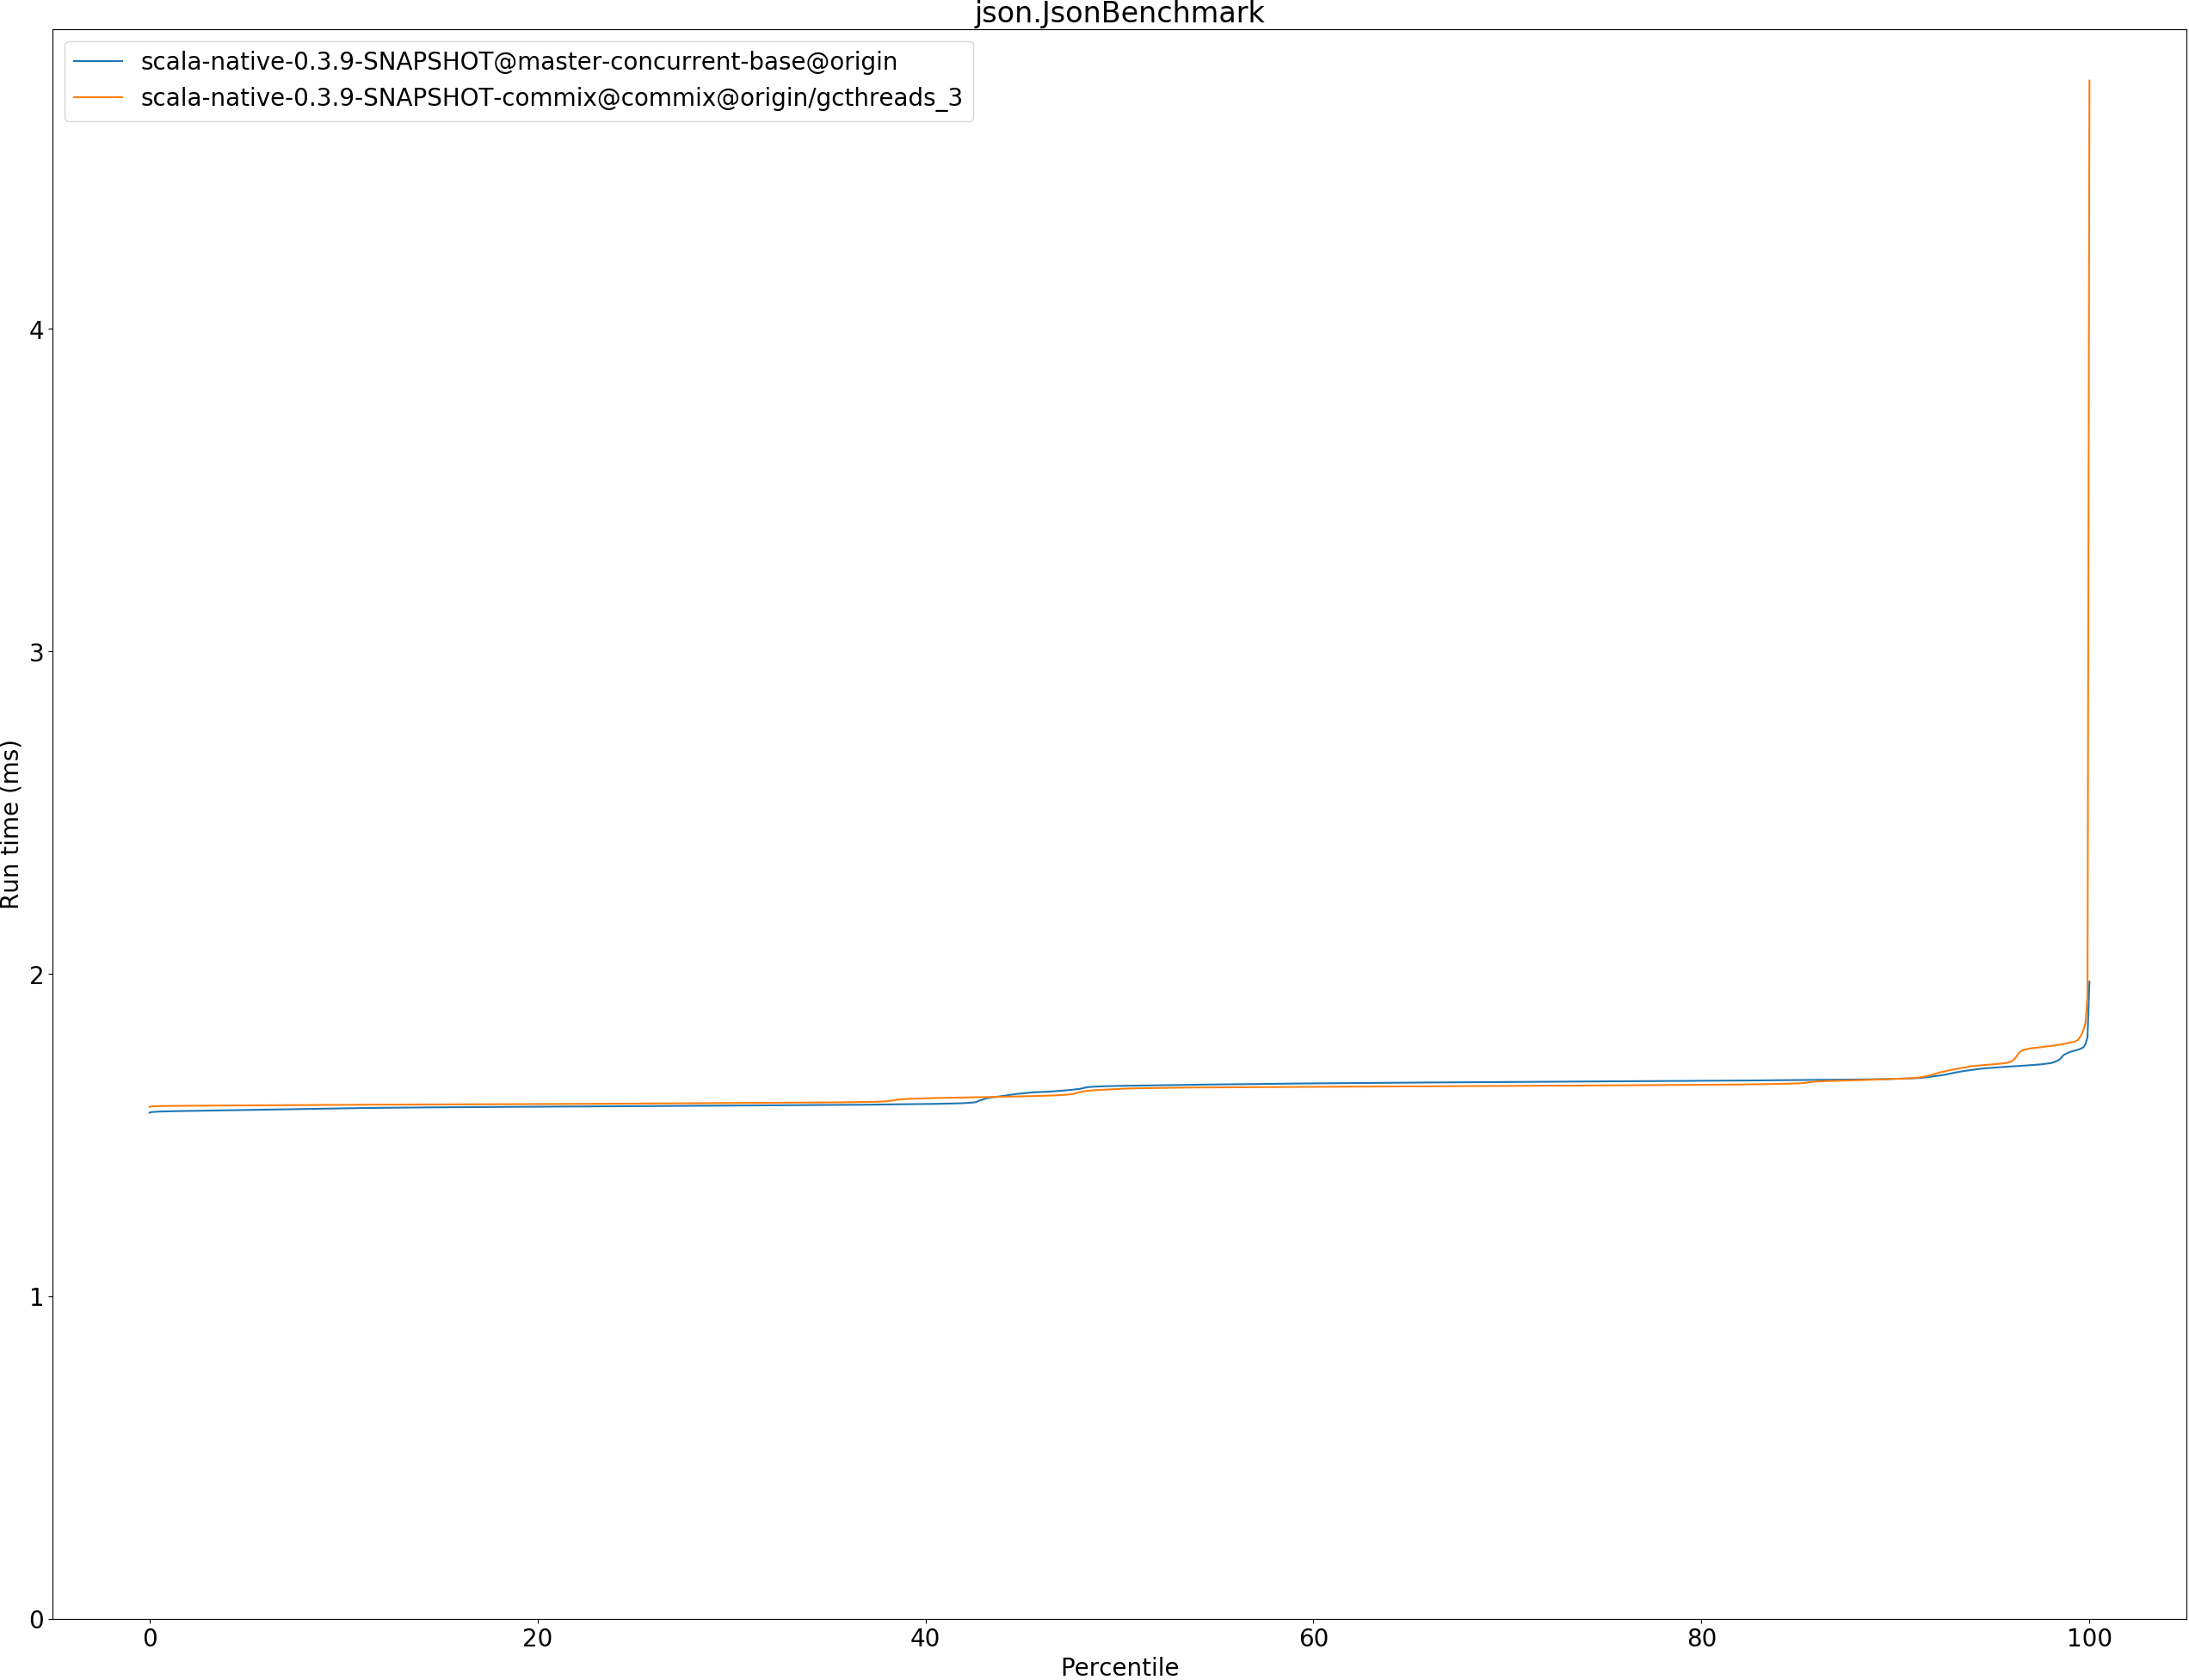 json.JsonBenchmark
scala-native-0.3.9-SNAPSHOT@master-concurrent-base@origin
scala-native-0.3.9-SNAPSHOT-commix@commix@origin/gcthreads_3
Run time (ms)
4
3
2
1
0
0 20 40 60 80 100
Percentile